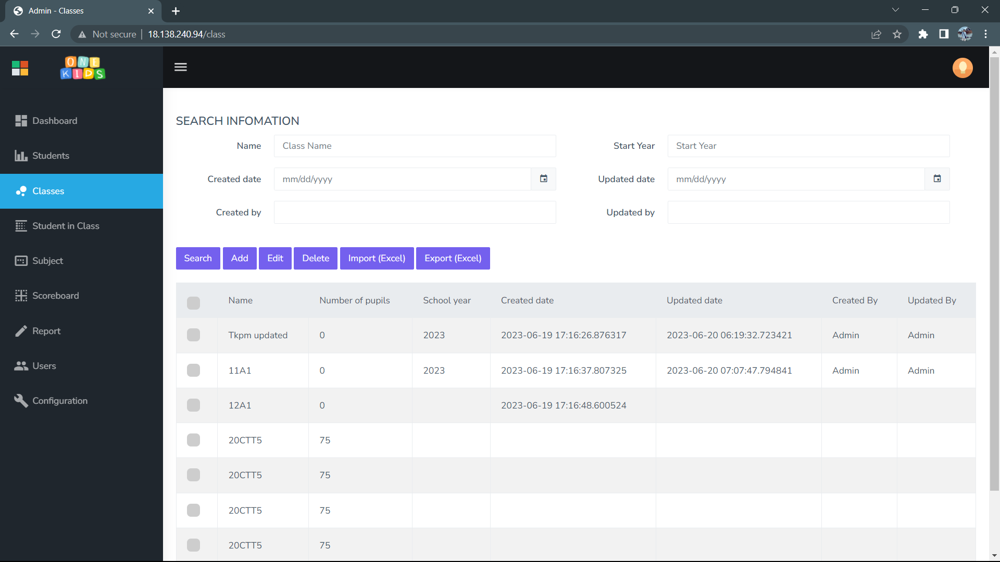 Admin - Classes
Not secure | 18.138.240.94/class
ONE
KIDS
Dashboard
Students
Classes
Student in Class
Subject
Scoreboard
Report
Users
Configuration
SEARCH INFOMATION
Name Class Name Start Year Start Year
Created date mm/dd/yyyy Updated date mm/dd/yyyy
Created by Updated by
Search Add Edit Delete Import (Excel) Export (Excel)
Name Number of pupils School year Created date Updated date Created By Updated By
Tkpm updated 0 2023 2023-06-19 17:16:26.876317 2023-06-20 06:19:32.723421 Admin Admin
11A1 0 2023 2023-06-19 17:16:37.807325 2023-06-20 07:07:47.794841 Admin Admin
12A1 0 2023-06-19 17:16:48.600524
20CTT5 75
20CTT5 75
20CTT5 75
20CTT5 75